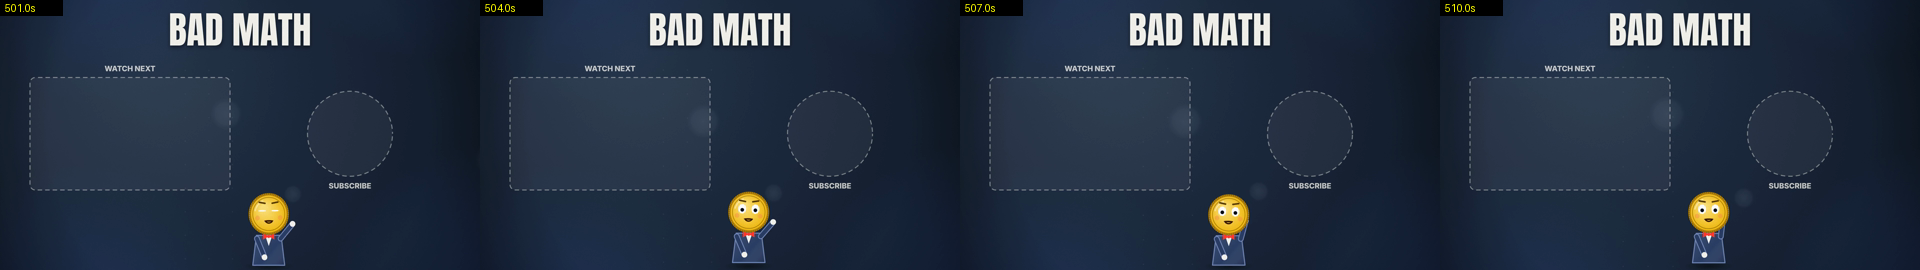 501.0s
BAD MATH
WATCH NEXT
SUBSCRIBE
504.0s
BAD MATH
WATCH NEXT
SUBSCRIBE
507.0s
BAD MATH
WATCH NEXT
SUBSCRIBE
510.0s
BAD MATH
WATCH NEXT
SUBSCRIBE